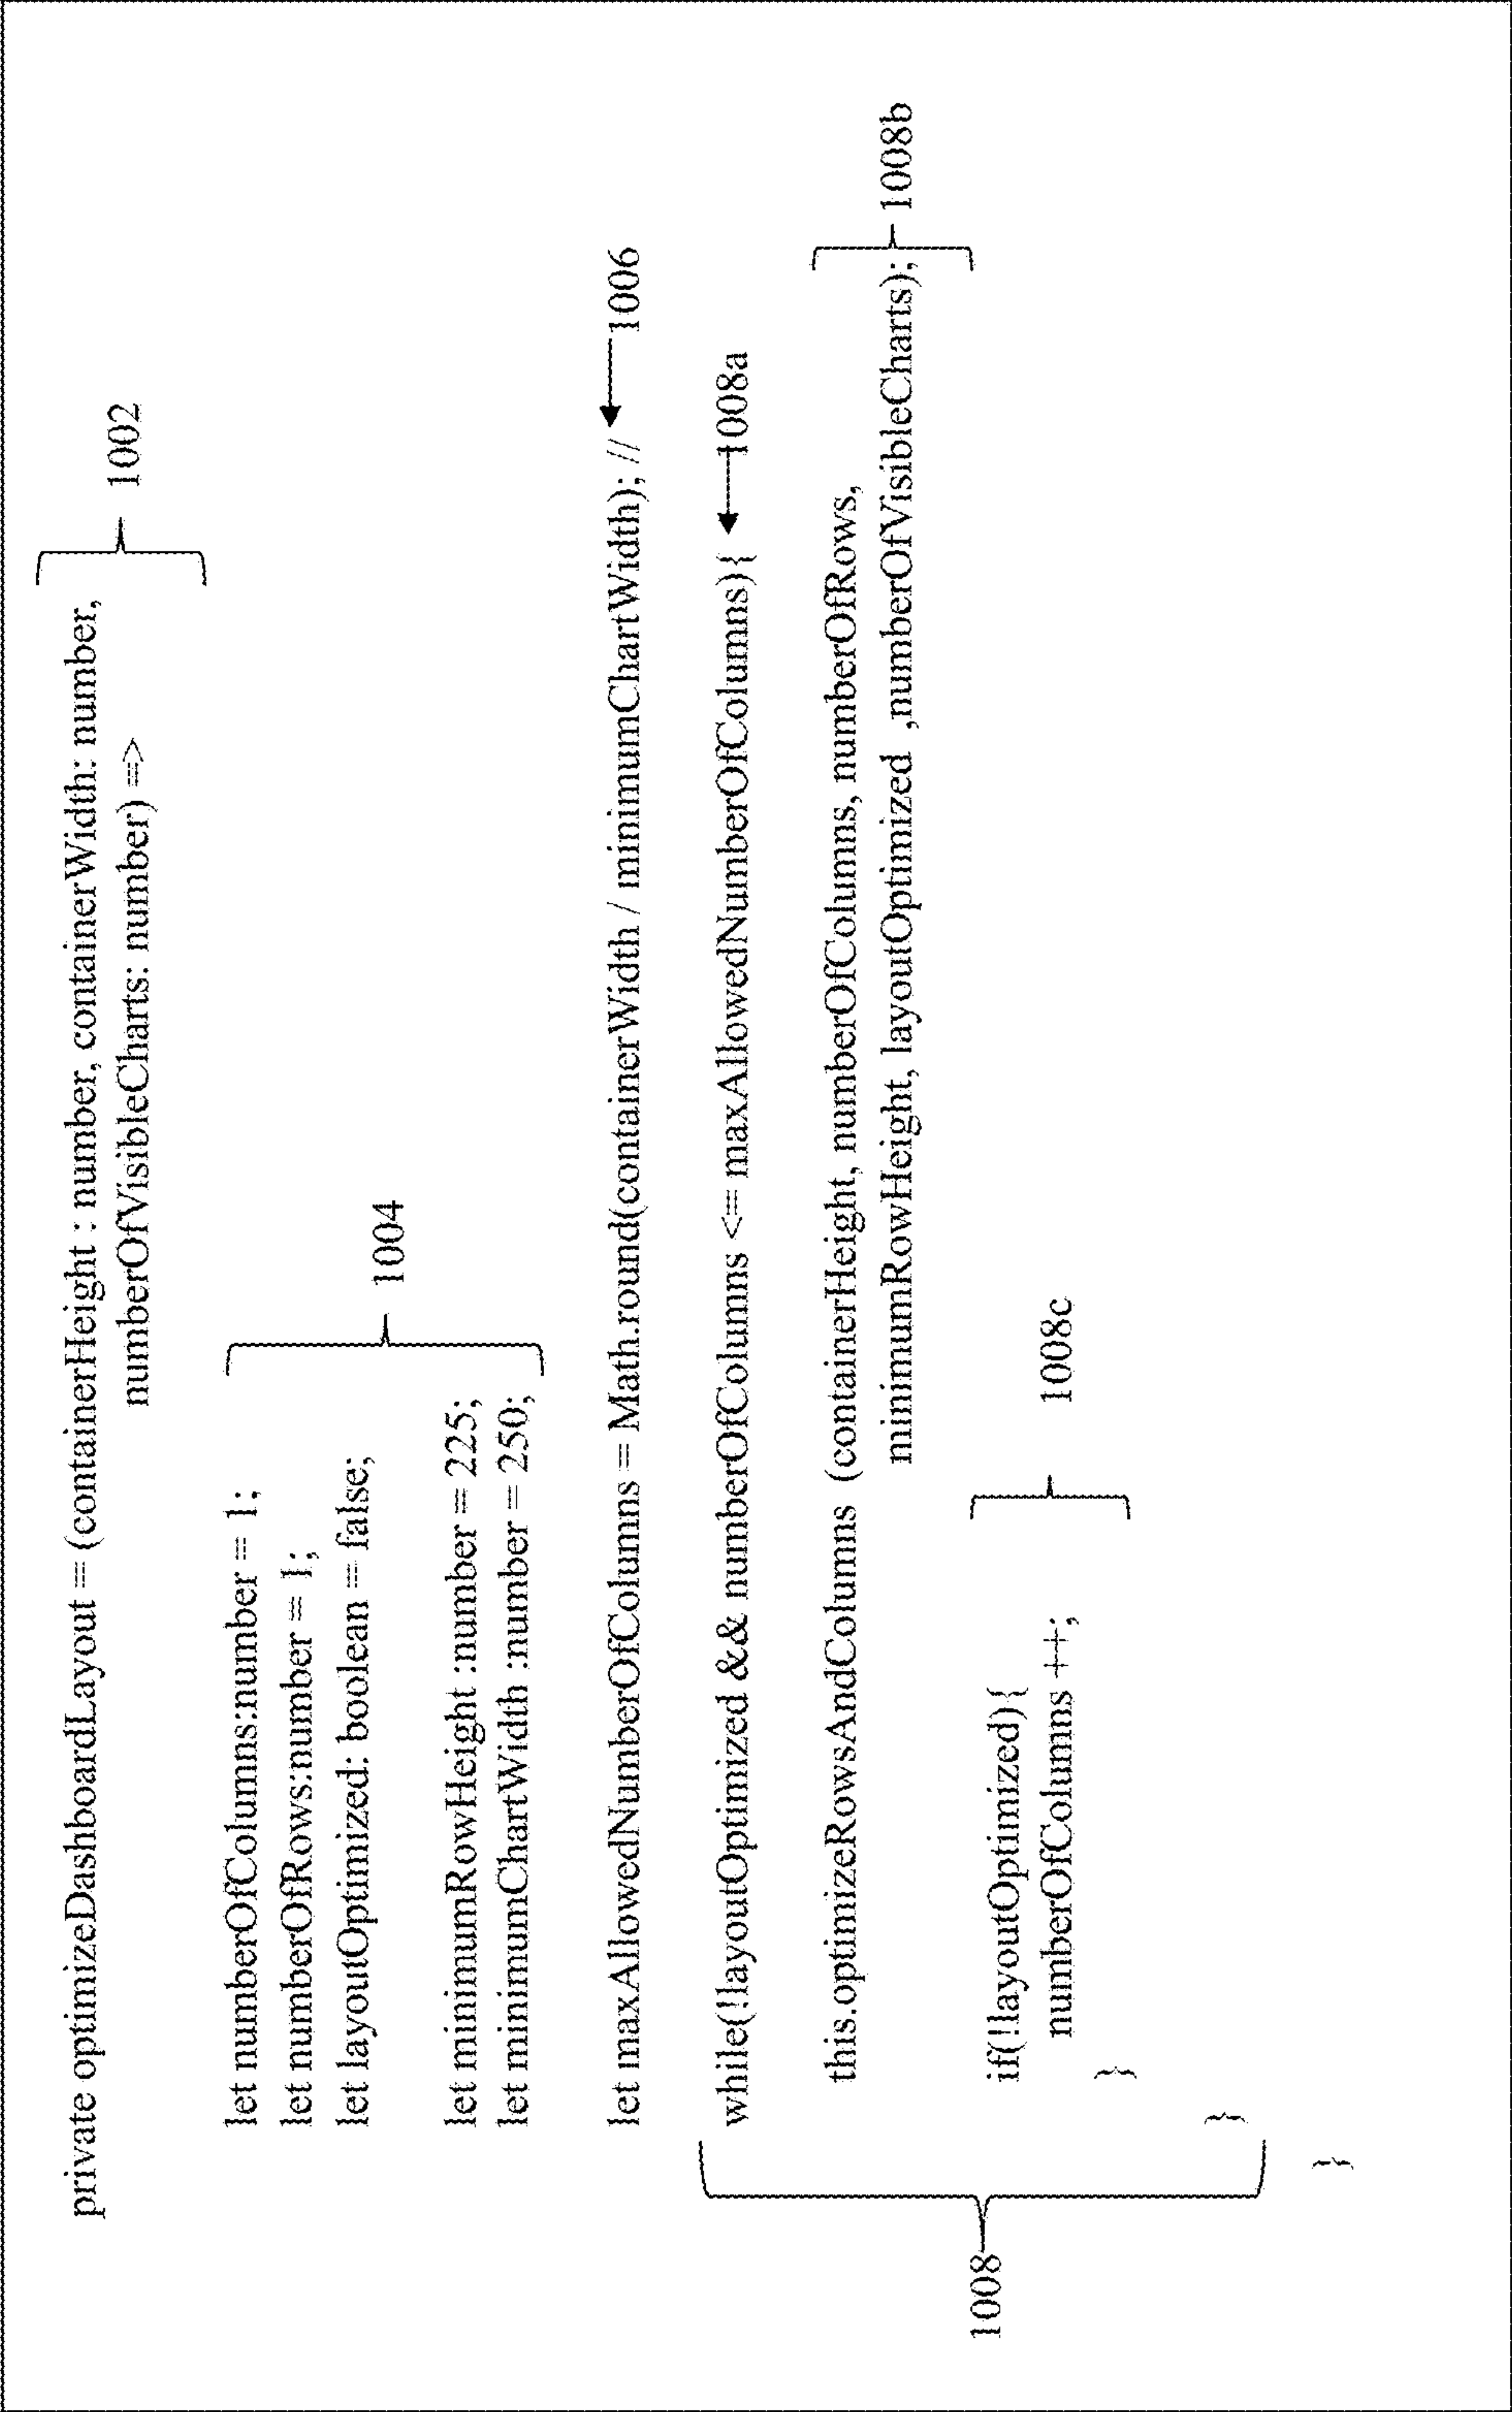 private optimizeDashboardLayout = (containerHeight : number, containerWidth: number,
numberOfVisibleCharts: number) =>
1002
let numberOfColumns:number = 1;
let numberOfRows:number = 1;
let layoutOptimized: boolean = false;
let minimumRowHeight :number = 225;
let minimumChartWidth :number = 250;
1004
let maxAllowedNumberOfColumns = Math.round(containerWidth / minimumChartWidth); //
1006
while(!layoutOptimized && numberOfColumns <= maxAllowedNumberOfColumns){
1008a
this.optimizeRowsAndColumns (containerHeight, numberOfColumns, numberOfRows,
minimumRowHeight, layoutOptimized ,numberOfVisibleCharts);
1008b
if(!layoutOptimized){
numberOfColumns ++;
}
1008c
}
1008
}